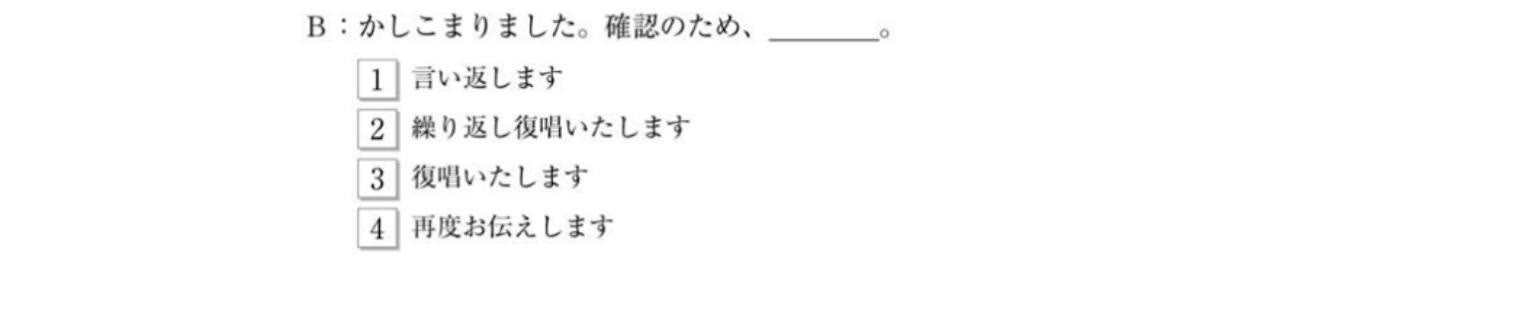 B：かしこまりました。確認のため、＿＿＿＿。
1 言い返します
2 繰り返し復唱いたします
3 復唱いたします
4 再度お伝えします